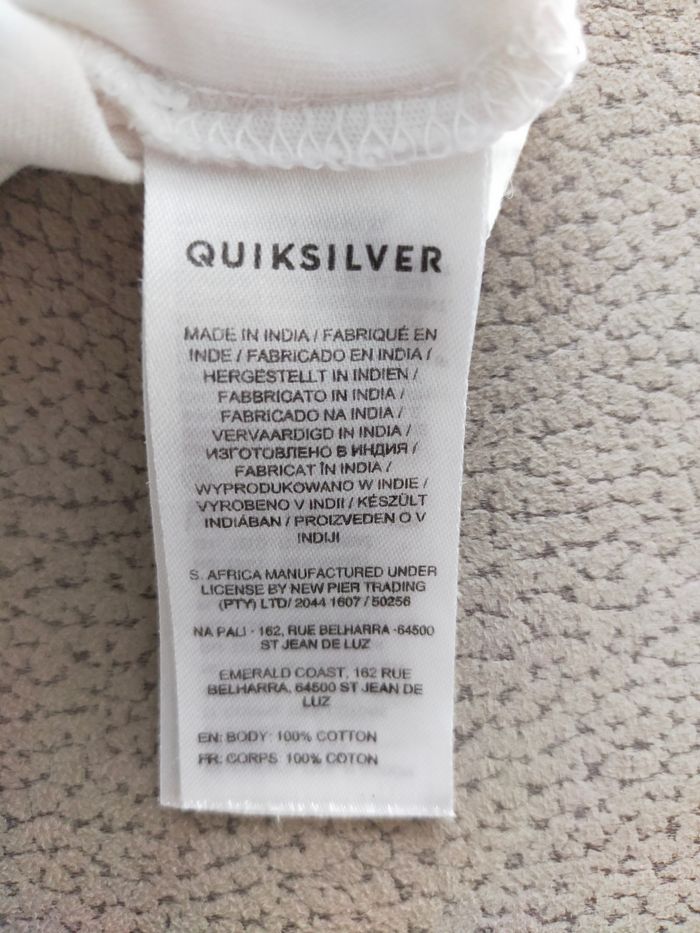 QUIKSILVER
MADE IN INDIA / FABRIQUÉ EN
INDE / FABRICADO EN INDIA /
HERGESTELLT IN INDIEN /
FABBRICATO IN INDIA /
FABRICADO NA INDIA /
VERVAARDIGD IN INDIA /
ИЗГОТОВЛЕНО В ИНДИЯ /
FABRICAT ÎN INDIA /
WYPRODUKOWANO W INDIE /
VYROBENO V INDII / KÉSZÜLT
INDIÁBAN / PROIZVEDEN O V
INDIJI
S. AFRICA MANUFACTURED UNDER
LICENSE BY NEW PIER TRADING
(PTY) LTD/ 2044 1607 / 50256
NA PALI - 162, RUE BELHARRA -64500
ST JEAN DE LUZ
EMERALD COAST, 162 RUE
BELHARRA, 64500 ST JEAN DE
LUZ
EN: BODY: 100% COTTON
FR: CORPS: 100% COTON